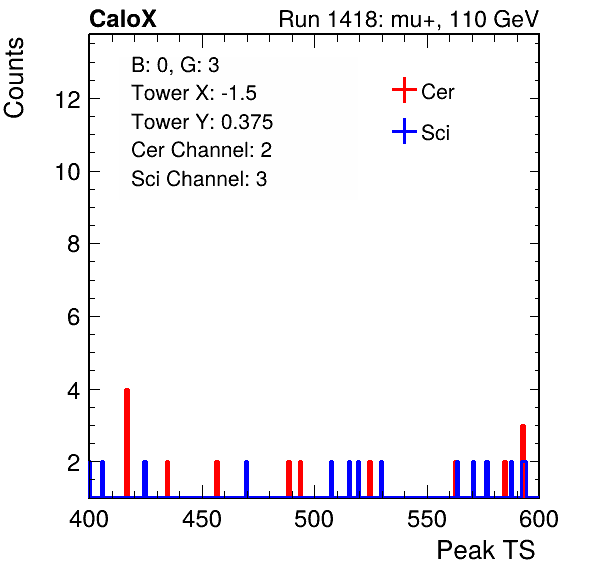 CaloX Run 1418: mu+, 110 GeV
Counts
B: 0, G: 3
Tower X: -1.5
Tower Y: 0.375
Cer Channel: 2
Sci Channel: 3
Cer
Sci
12
10
8
6
4
2
400 450 500 550 600
Peak TS